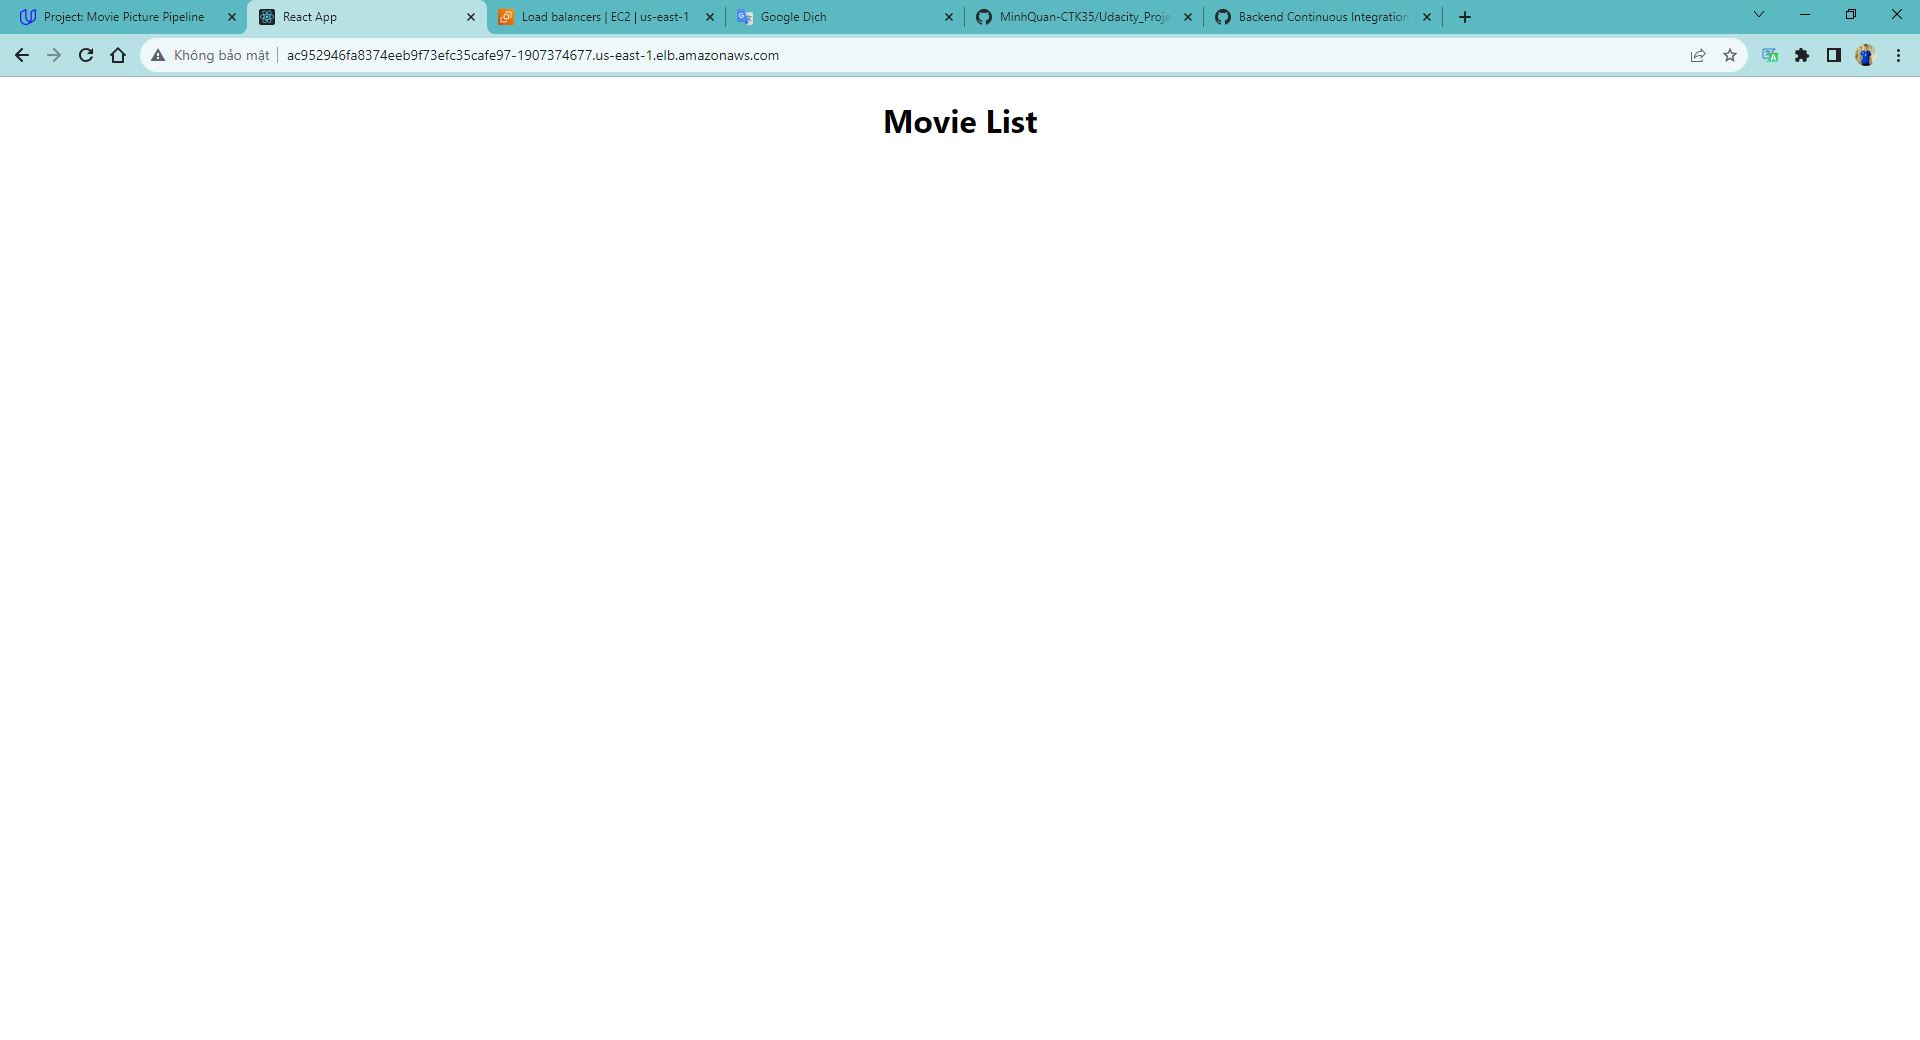 Project: Movie Picture Pipeline
React App
Load balancers | EC2 | us-east-1
Google Dịch
MinhQuan-CTK35/Udacity_Proje
Backend Continuous Integration
Không bảo mật
ac952946fa8374eeb9f73efc35cafe97-1907374677.us-east-1.elb.amazonaws.com
Movie List